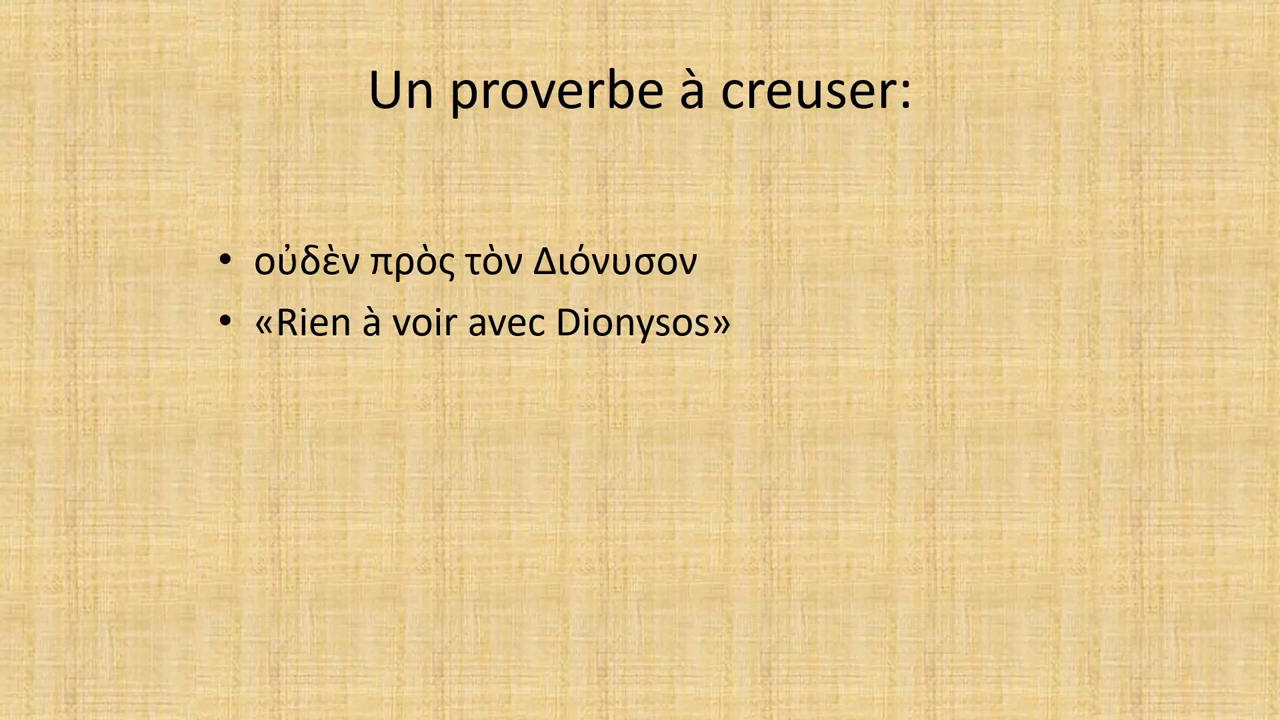 Un proverbe à creuser:
• οὐδὲν πρὸς τὸν Διόνυσον
• «Rien à voir avec Dionysos»